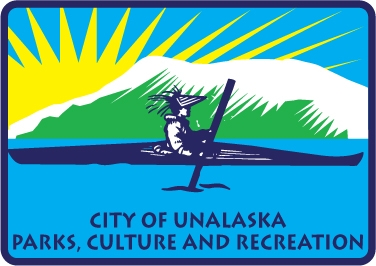 CITY OF UNALASKA
PARKS, CULTURE AND RECREATION